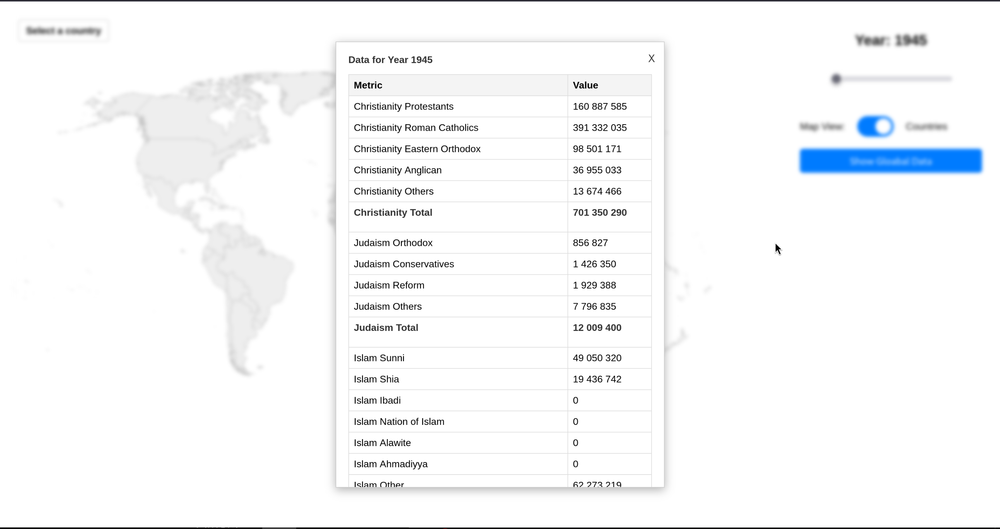 Select a country
Year: 1945
Map View:
Countries
Show Gloabal Data
Data for Year 1945
X
Metric Value
Christianity Protestants 160 887 585
Christianity Roman Catholics 391 332 035
Christianity Eastern Orthodox 98 501 171
Christianity Anglican 36 955 033
Christianity Others 13 674 466
Christianity Total 701 350 290
Judaism Orthodox 856 827
Judaism Conservatives 1 426 350
Judaism Reform 1 929 388
Judaism Others 7 796 835
Judaism Total 12 009 400
Islam Sunni 49 050 320
Islam Shia 19 436 742
Islam Ibadi 0
Islam Nation of Islam 0
Islam Alawite 0
Islam Ahmadiyya 0
Islam Other 62 273 219